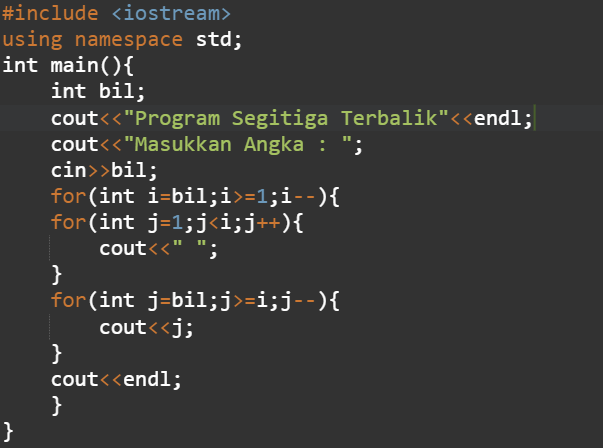 #include <iostream>
using namespace std;
int main(){
    int bil;
    cout<<"Program Segitiga Terbalik"<<endl;
    cout<<"Masukkan Angka : ";
    cin>>bil;
    for(int i=bil;i>=1;i--){
    for(int j=1;j<i;j++){
        cout<<" ";
    }
    for(int j=bil;j>=i;j--){
        cout<<j;
    }
    cout<<endl;
    }
}